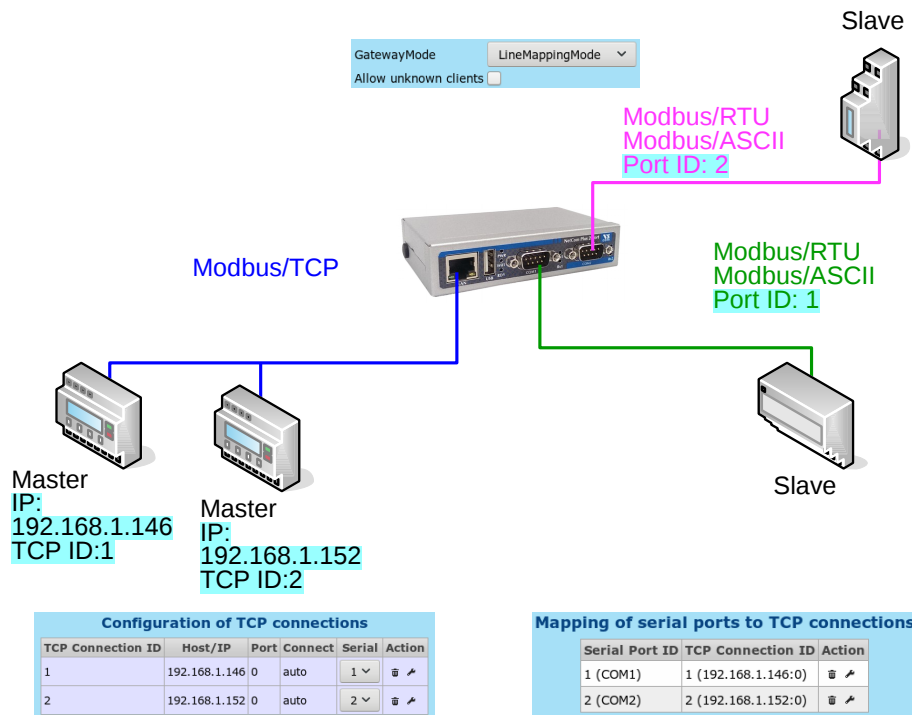 Slave
GatewayMode LineMappingMode
Allow unknown clients
Modbus/RTU
Modbus/ASCII
Port ID: 2
Modbus/TCP
Modbus/RTU
Modbus/ASCII
Port ID: 1
Master
IP:
192.168.1.146
TCP ID:1
Master
IP:
192.168.1.152
TCP ID:2
Slave
Configuration of TCP connections
TCP Connection ID Host/IP Port Connect Serial Action
1 192.168.1.146 0 auto 1
2 192.168.1.152 0 auto 2
Mapping of serial ports to TCP connections
Serial Port ID TCP Connection ID Action
1 (COM1) 1 (192.168.1.146:0)
2 (COM2) 2 (192.168.1.152:0)